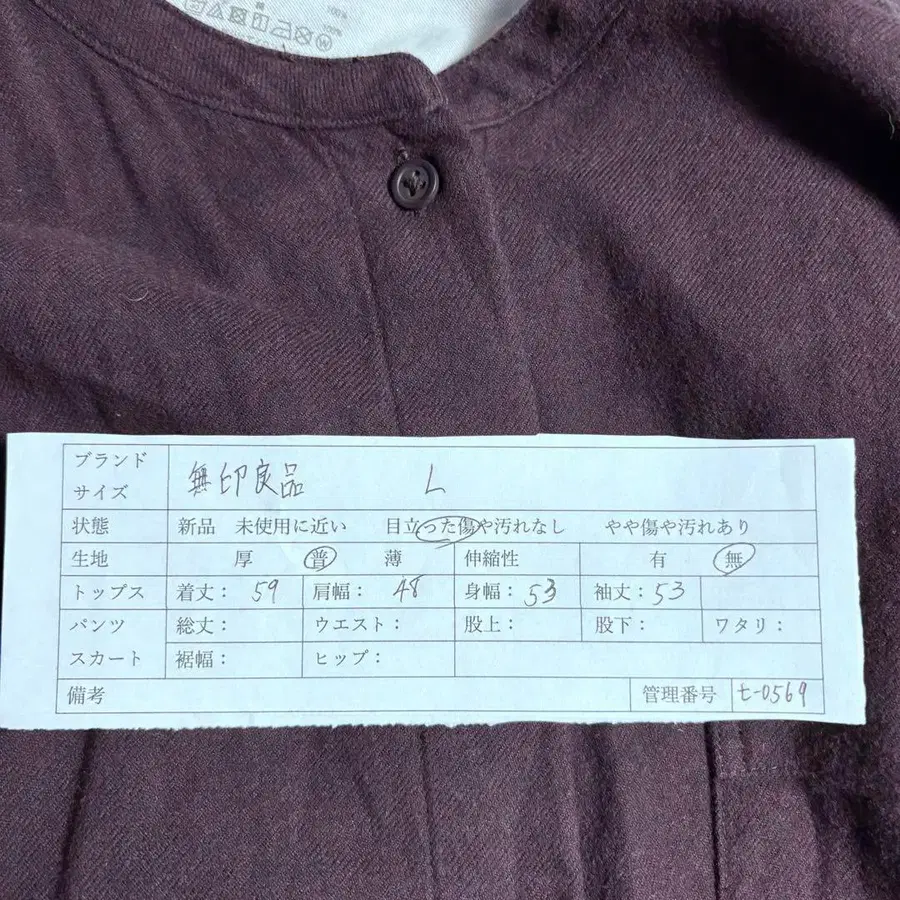 100%
100%
ブランド
サイズ
無印良品 L
状態 新品 未使用に近い 目立った傷や汚れなし やや傷や汚れあり
生地 厚 普 薄 伸縮性 有 無
トップス 着丈: 59 肩幅: 48 身幅: 53 袖丈: 53
パンツ 総丈: ウエスト: 股上: 股下: ワタリ:
スカート 裾幅: ヒップ:
備考 管理番号 t-0569